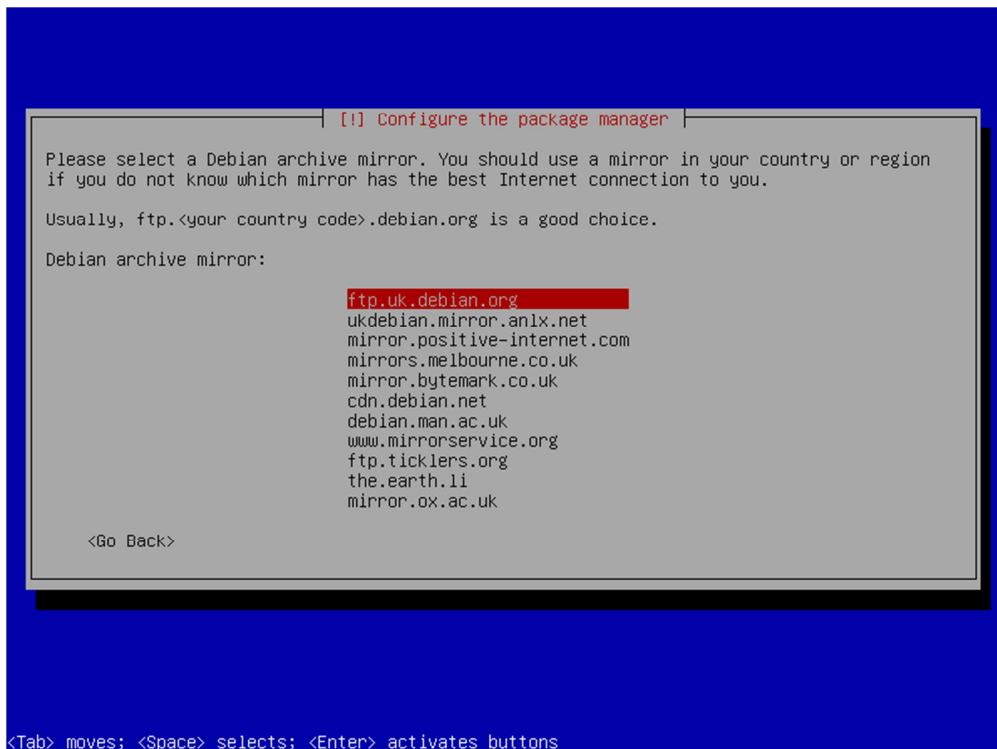 [!] Configure the package manager
Please select a Debian archive mirror. You should use a mirror in your country or region
if you do not know which mirror has the best Internet connection to you.
Usually, ftp.<your country code>.debian.org is a good choice.
Debian archive mirror:
ftp.uk.debian.org
ukdebian.mirror.anlx.net
mirror.positive-internet.com
mirrors.melbourne.co.uk
mirror.bytemark.co.uk
cdn.debian.net
debian.man.ac.uk
www.mirrorservice.org
ftp.ticklers.org
the.earth.li
mirror.ox.ac.uk
<Go Back>
<Tab> moves; <Space> selects; <Enter> activates buttons